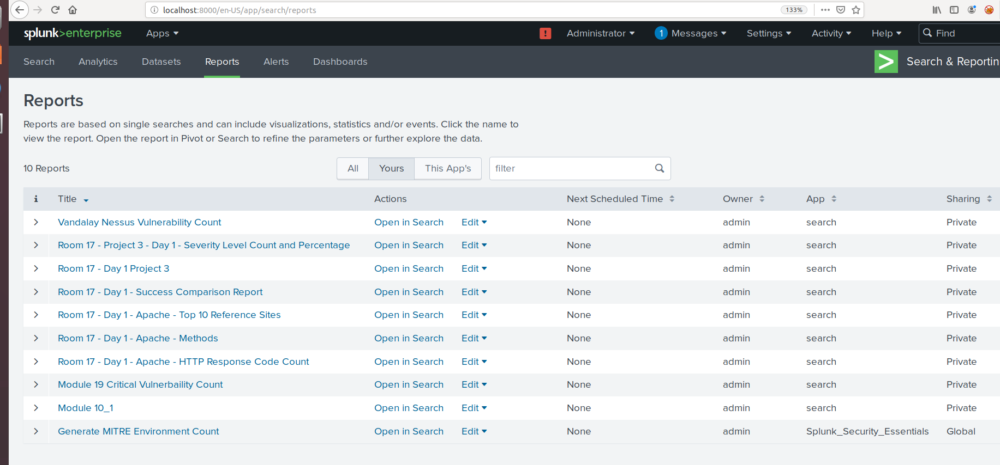 localhost:8000/en-US/app/search/reports 133%
splunk>enterprise Apps ! Administrator 1 Messages Settings Activity Help Find
Search Analytics Datasets Reports Alerts Dashboards > Search & Reportin
Reports
Reports are based on single searches and can include visualizations, statistics and/or events. Click the name to
view the report. Open the report in Pivot or Search to refine the parameters or further explore the data.
10 Reports All Yours This App's filter
i Title Actions Next Scheduled Time Owner App Sharing
Vandalay Nessus Vulnerability Count Open in Search Edit None admin search Private
Room 17 - Project 3 - Day 1 - Severity Level Count and Percentage Open in Search Edit None admin search Private
Room 17 - Day 1 Project 3 Open in Search Edit None admin search Private
Room 17 - Day 1 - Success Comparison Report Open in Search Edit None admin search Private
Room 17 - Day 1 - Apache - Top 10 Reference Sites Open in Search Edit None admin search Private
Room 17 - Day 1 - Apache - Methods Open in Search Edit None admin search Private
Room 17 - Day 1 - Apache - HTTP Response Code Count Open in Search Edit None admin search Private
Module 19 Critical Vulnerbaility Count Open in Search Edit None admin search Private
Module 10_1 Open in Search Edit None admin search Private
Generate MITRE Environment Count Open in Search Edit None admin Splunk_Security_Essentials Global